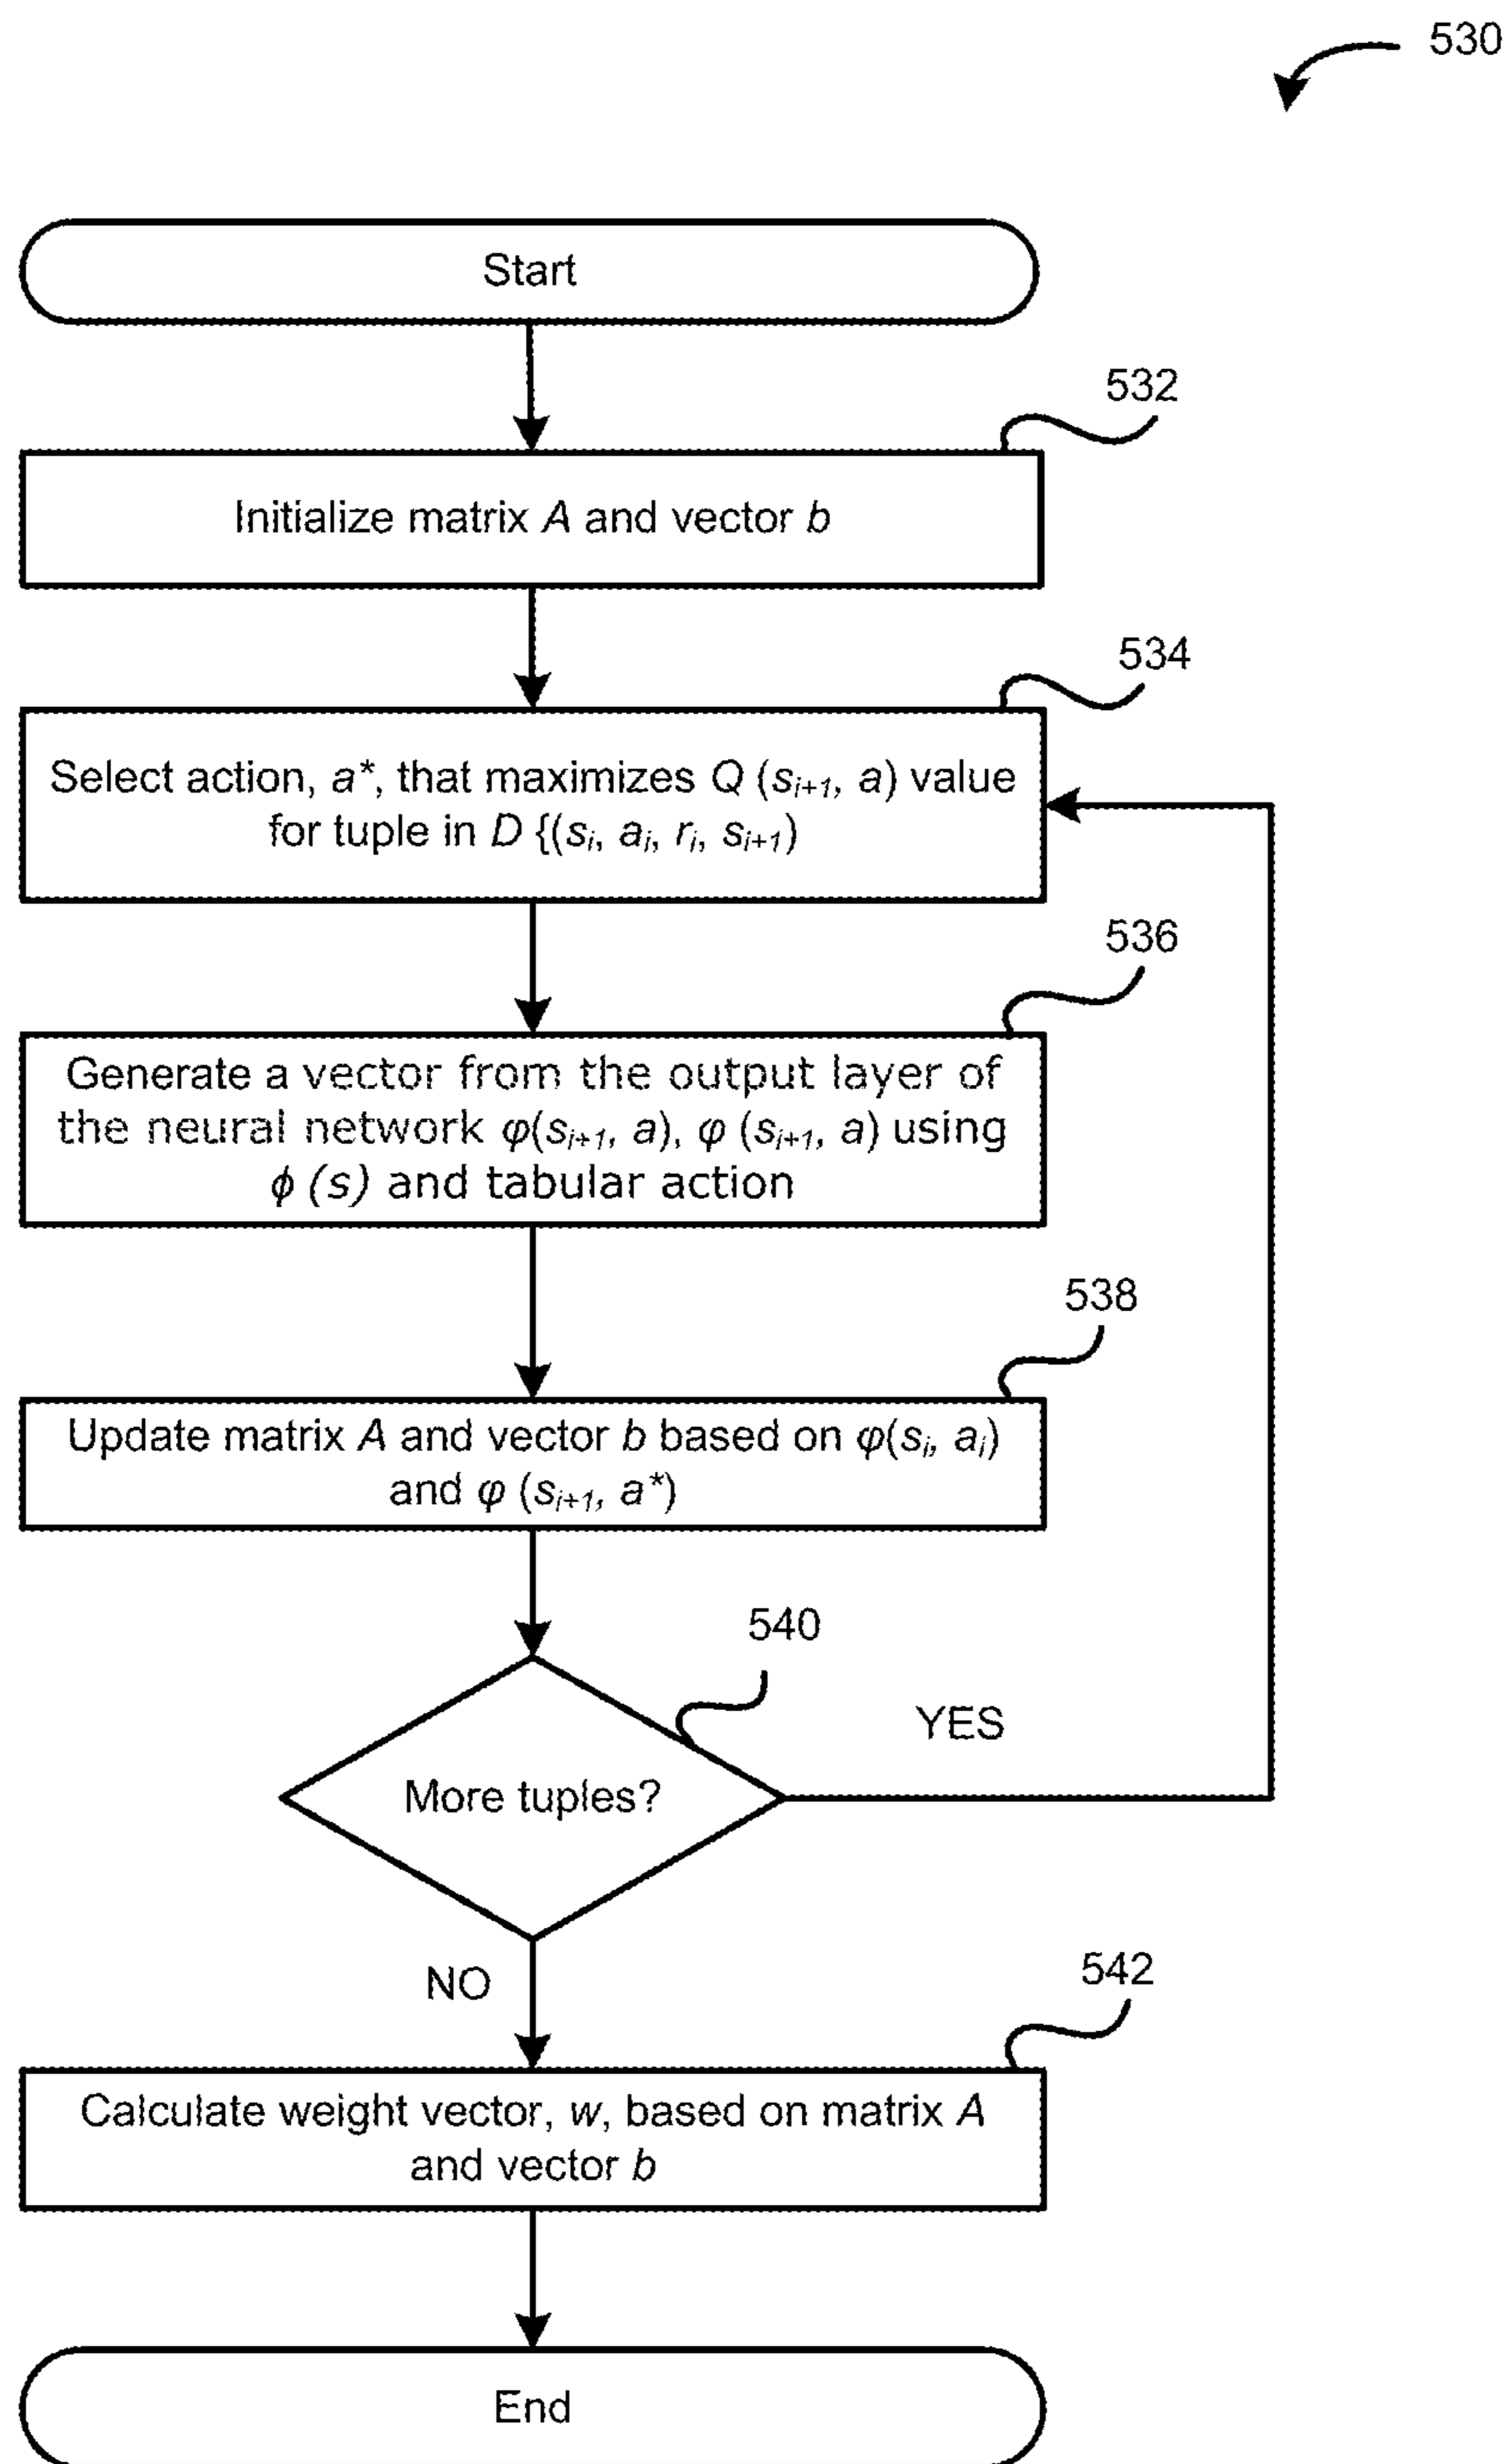 530
Start
532
Initialize matrix A and vector b
534
Select action, a*, that maximizes Q (sᵢ₊₁, a) value
for tuple in D {(sᵢ, aᵢ, rᵢ, sᵢ₊₁)
536
Generate a vector from the output layer of
the neural network φ(sᵢ₊₁, a), φ (sᵢ₊₁, a) using
ϕ (s) and tabular action
538
Update matrix A and vector b based on φ(sᵢ, aᵢ)
and φ (sᵢ₊₁, a*)
540
More tuples?
YES
NO
542
Calculate weight vector, w, based on matrix A
and vector b
End